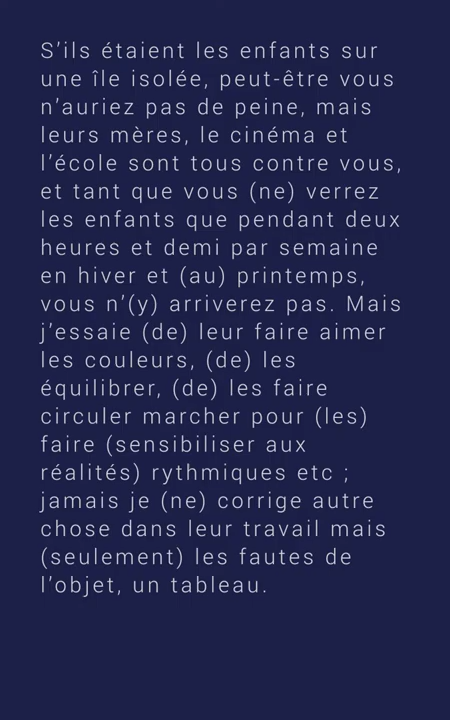 S’ils étaient les enfants sur
une île isolée, peut-être vous
n’auriez pas de peine, mais
leurs mères, le cinéma et
l’école sont tous contre vous,
et tant que vous (ne) verrez
les enfants que pendant deux
heures et demi par semaine
en hiver et (au) printemps,
vous n’(y) arriverez pas. Mais
j’essaie (de) leur faire aimer
les couleurs, (de) les
équilibrer, (de) les faire
circuler marcher pour (les)
faire (sensibiliser aux
réalités) rythmiques etc ;
jamais je (ne) corrige autre
chose dans leur travail mais
(seulement) les fautes de
l’objet, un tableau.